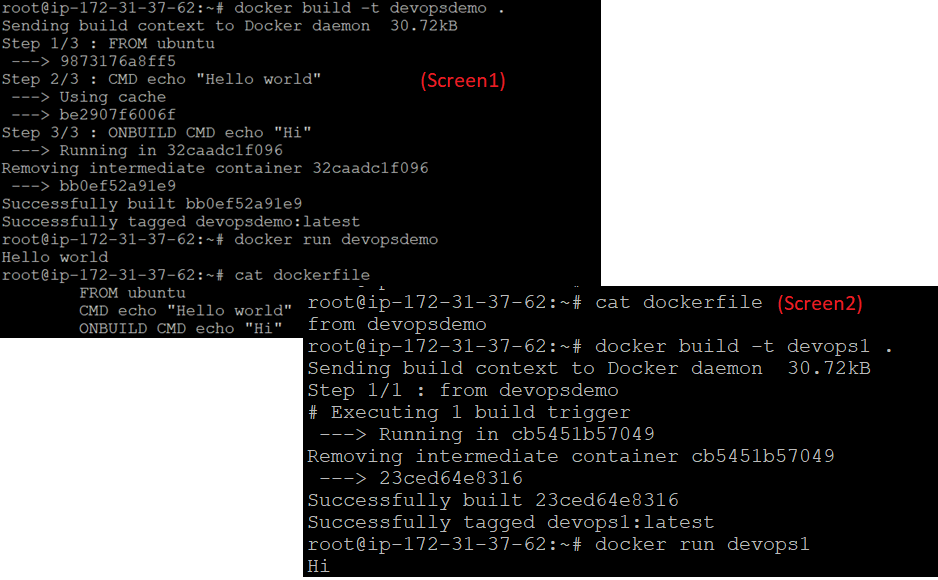 root@ip-172-31-37-62:~# docker build -t devopsdemo .
Sending build context to Docker daemon  30.72kB
Step 1/3 : FROM ubuntu
 ---> 9873176a8ff5
Step 2/3 : CMD echo "Hello world"
(Screen1)
 ---> Using cache
 ---> be2907f6006f
Step 3/3 : ONBUILD CMD echo "Hi"
 ---> Running in 32caadc1f096
Removing intermediate container 32caadc1f096
 ---> bb0ef52a91e9
Successfully built bb0ef52a91e9
Successfully tagged devopsdemo:latest
root@ip-172-31-37-62:~# docker run devopsdemo
Hello world
root@ip-172-31-37-62:~# cat dockerfile
        FROM ubuntu
        CMD echo "Hello world"
        ONBUILD CMD echo "Hi"
root@ip-172-31-37-62:~# cat dockerfile (Screen2)
from devopsdemo
root@ip-172-31-37-62:~# docker build -t devops1 .
Sending build context to Docker daemon  30.72kB
Step 1/1 : from devopsdemo
# Executing 1 build trigger
 ---> Running in cb5451b57049
Removing intermediate container cb5451b57049
 ---> 23ced64e8316
Successfully built 23ced64e8316
Successfully tagged devops1:latest
root@ip-172-31-37-62:~# docker run devops1
Hi